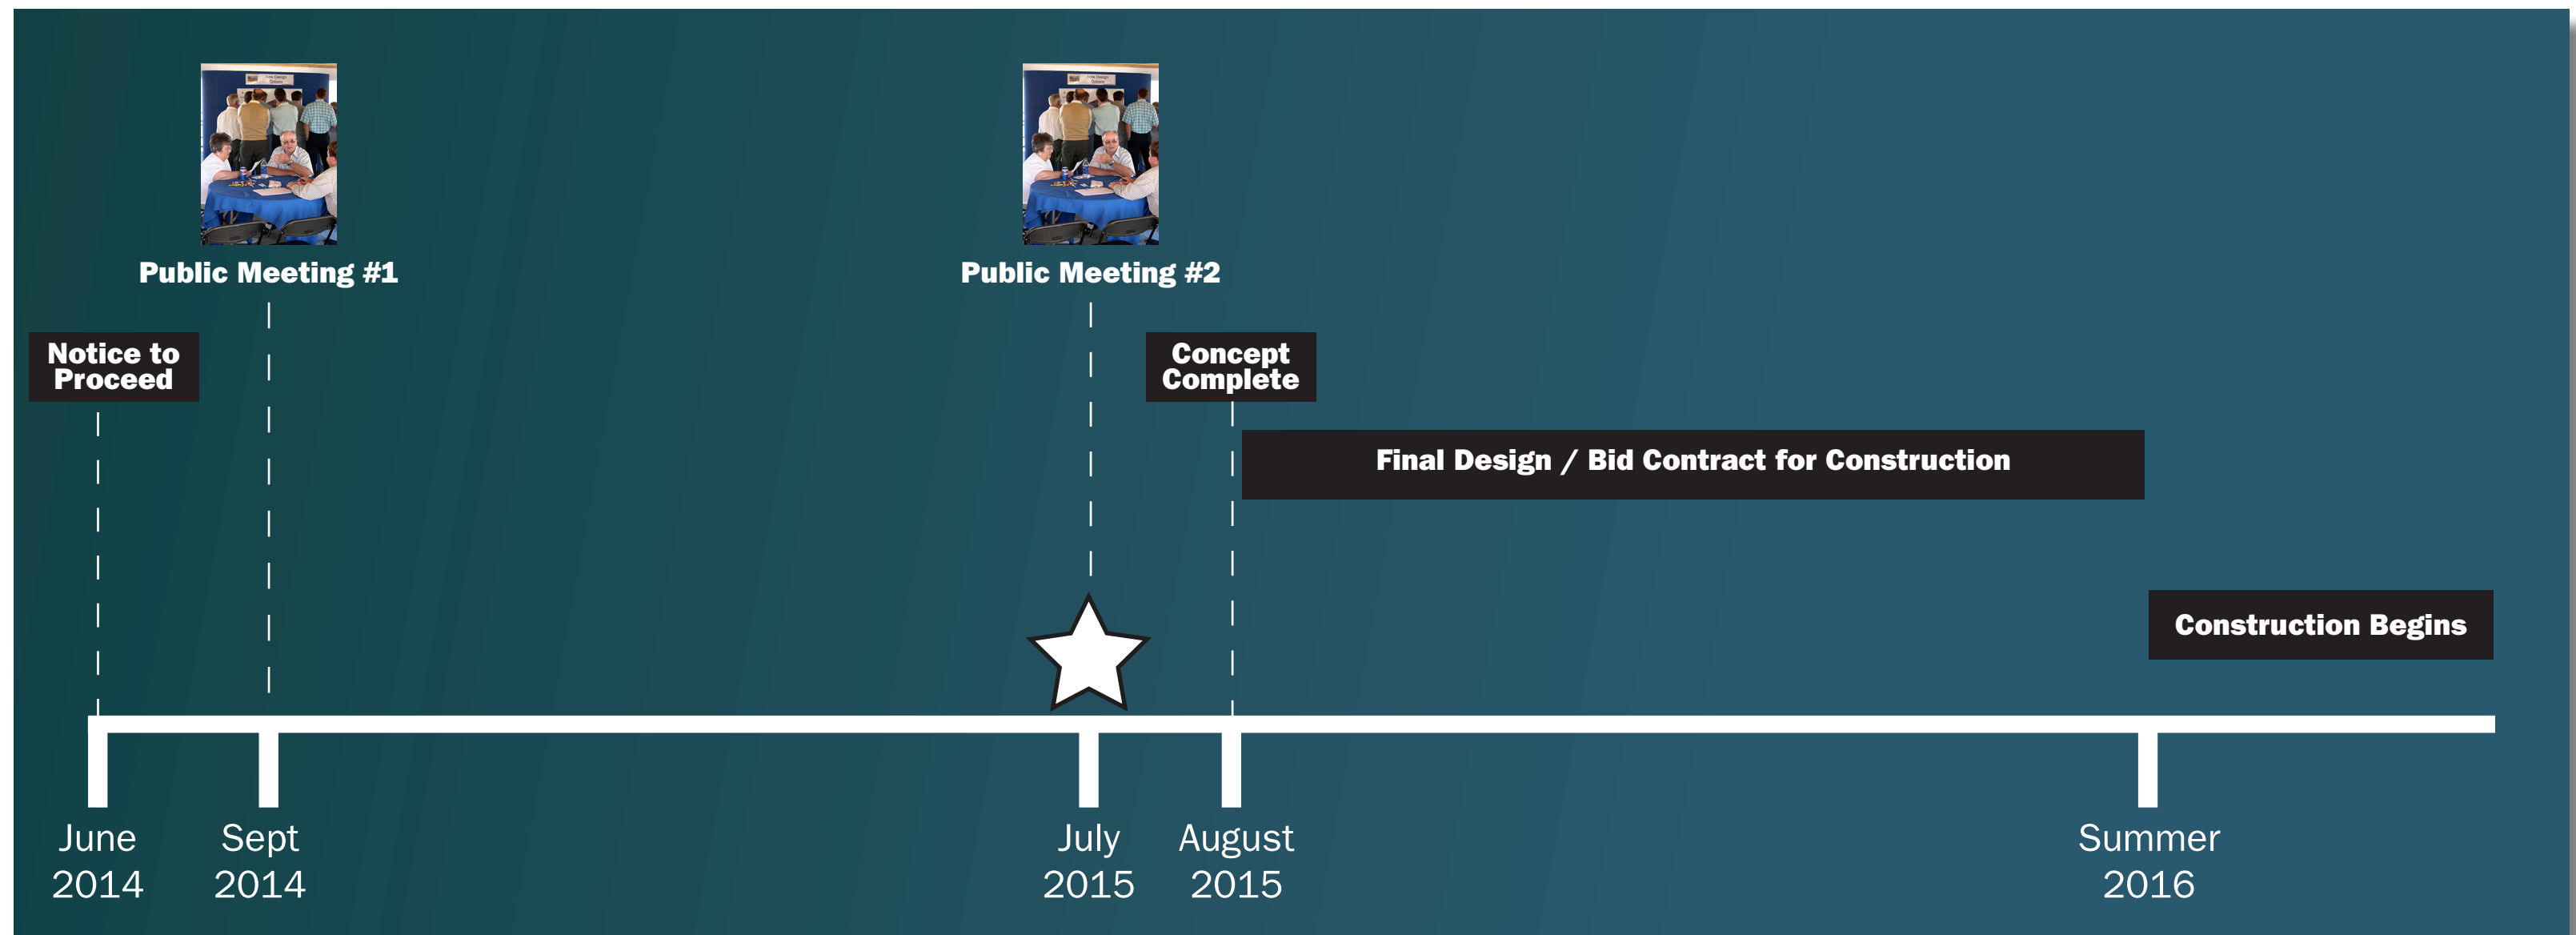 Public Meeting #1
Public Meeting #2
Notice to
Proceed
Concept
Complete
Final Design / Bid Contract for Construction
Construction Begins
June
2014
Sept
2014
July
2015
August
2015
Summer
2016